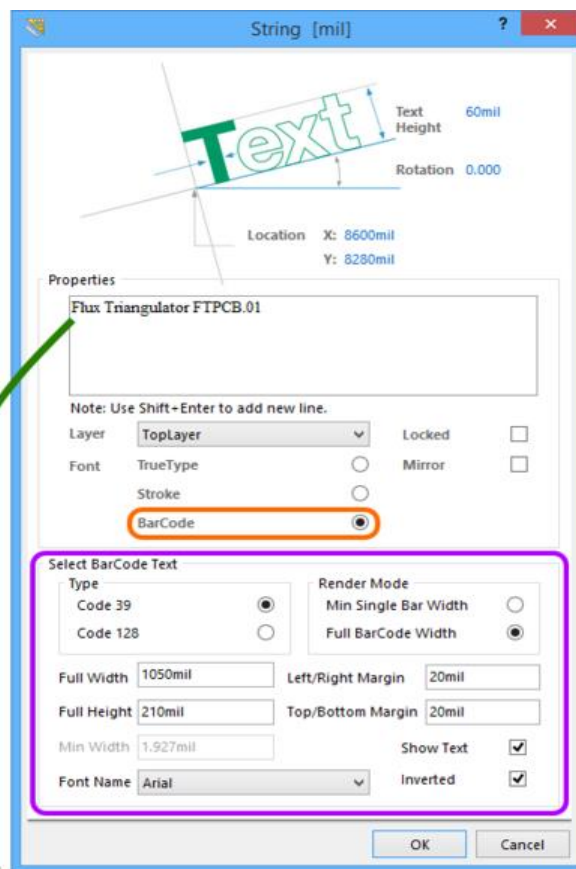 String [mil]
?
Text
Text Height 60mil
Rotation 0.000
Location X: 8600mil
Y: 8280mil
Properties
Flux Triangulator FTPCB.01
Note: Use Shift+Enter to add new line.
Layer TopLayer Locked
Font TrueType Mirror
Stroke
BarCode
Select BarCode Text
Type Render Mode
Code 39 Min Single Bar Width
Code 128 Full BarCode Width
Full Width 1050mil Left/Right Margin 20mil
Full Height 210mil Top/Bottom Margin 20mil
Min Width 1.927mil Show Text
Font Name Arial Inverted
OK Cancel